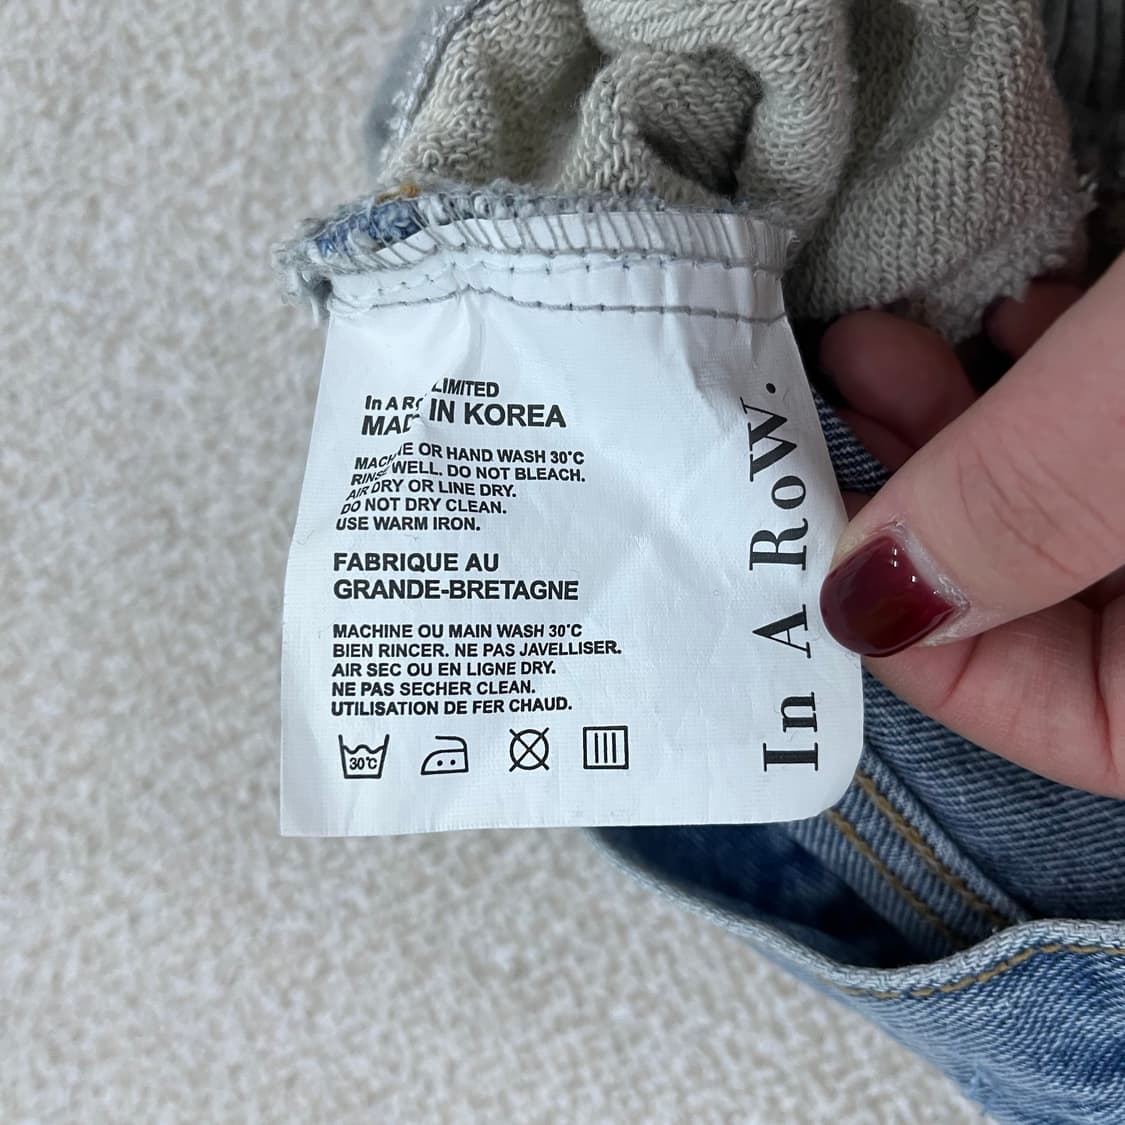 In A Ro LIMITED
MAD IN KOREA
MACHINE OR HAND WASH 30°C
RINSE WELL. DO NOT BLEACH.
AIR DRY OR LINE DRY.
DO NOT DRY CLEAN.
USE WARM IRON.
FABRIQUE AU
GRANDE-BRETAGNE
MACHINE OU MAIN WASH 30°C
BIEN RINCER. NE PAS JAVELLISER.
AIR SEC OU EN LIGNE DRY.
NE PAS SECHER CLEAN.
UTILISATION DE FER CHAUD.
30°C
In A RoW.